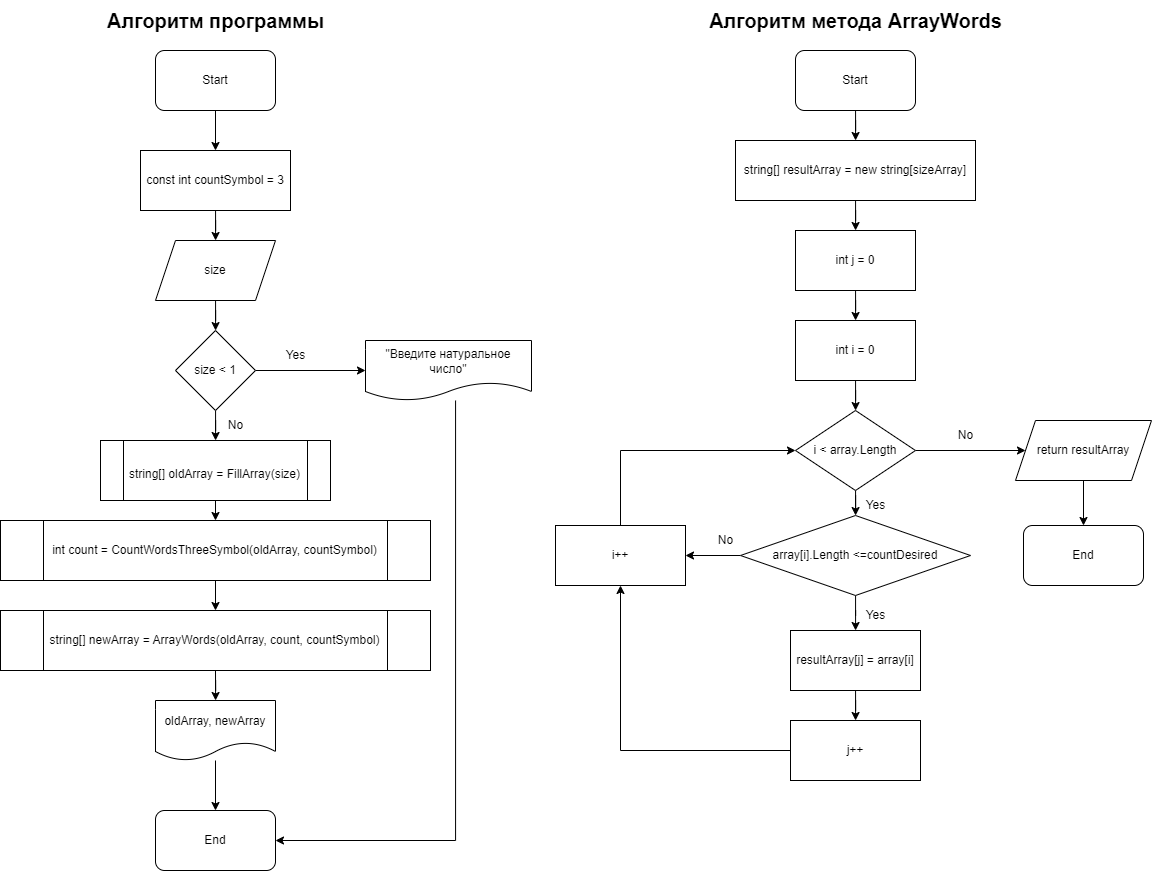 Алгоритм программы
Start
const int countSymbol = 3
size
size < 1
Yes
"Введите натуральное
число"
No
string[] oldArray = FillArray(size)
int count = CountWordsThreeSymbol(oldArray, countSymbol)
string[] newArray = ArrayWords(oldArray, count, countSymbol)
oldArray, newArray
End
Алгоритм метода ArrayWords
Start
string[] resultArray = new string[sizeArray]
int j = 0
int i = 0
i < array.Length
No
return resultArray
Yes
End
array[i].Length <=countDesired
No
i++
Yes
resultArray[j] = array[i]
j++